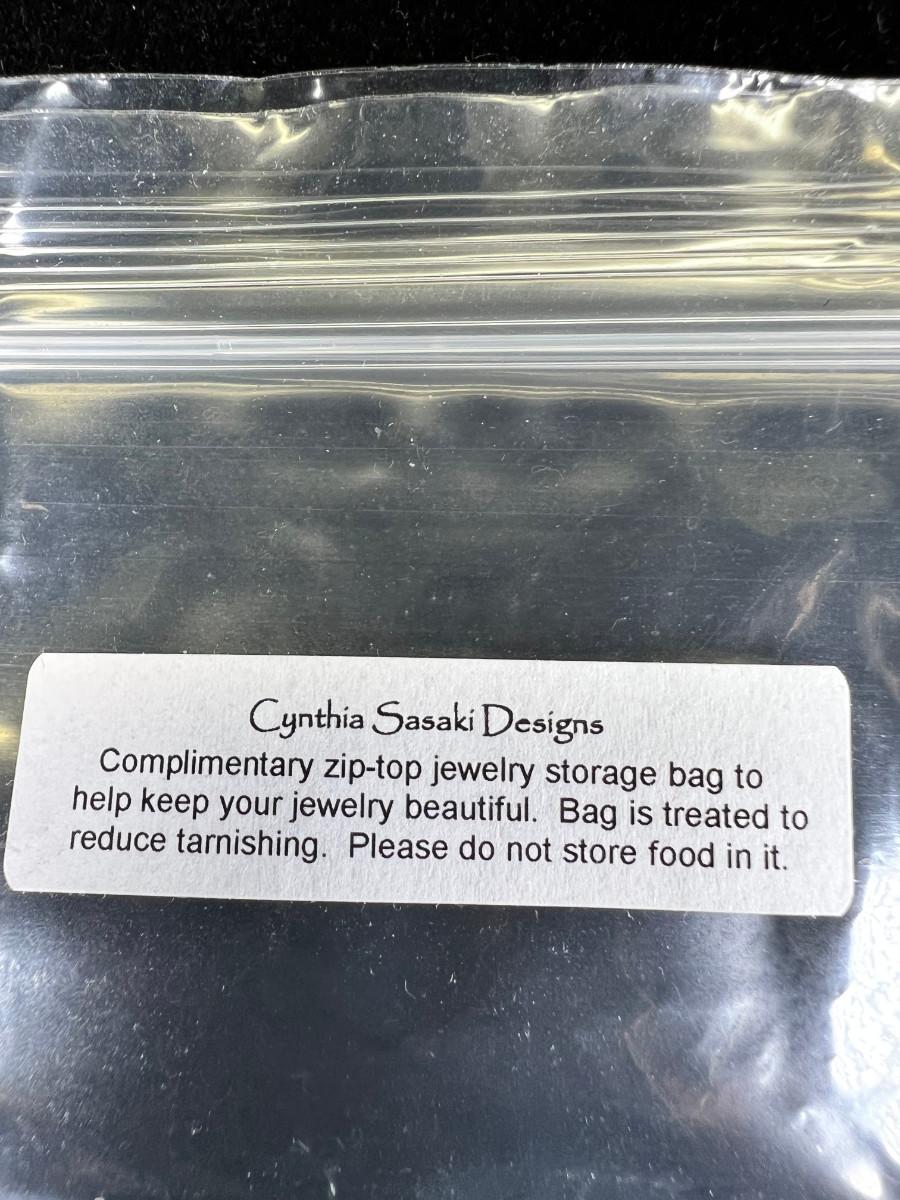 Cynthia Sasaki Designs
Complimentary zip-top jewelry storage bag to
help keep your jewelry beautiful.  Bag is treated to
reduce tarnishing.  Please do not store food in it.